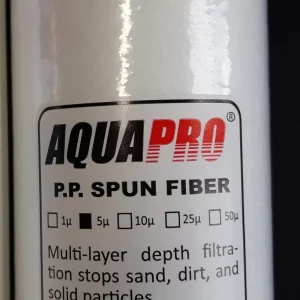 AQUAPRO®
P.P. SPUN FIBER
1µ 5µ 10µ 25µ 50µ
Multi-layer depth filtra-
tion stops sand, dirt, and
solid particles